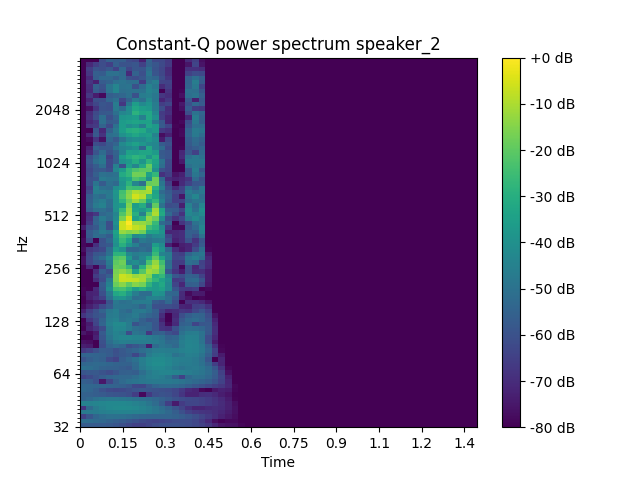 Constant-Q power spectrum speaker_2
+0 dB
-10 dB
-20 dB
-30 dB
-40 dB
-50 dB
-60 dB
-70 dB
-80 dB
Hz
2048
1024
512
256
128
64
32
0 0.15 0.3 0.45 0.6 0.75 0.9 1.1 1.2 1.4
Time